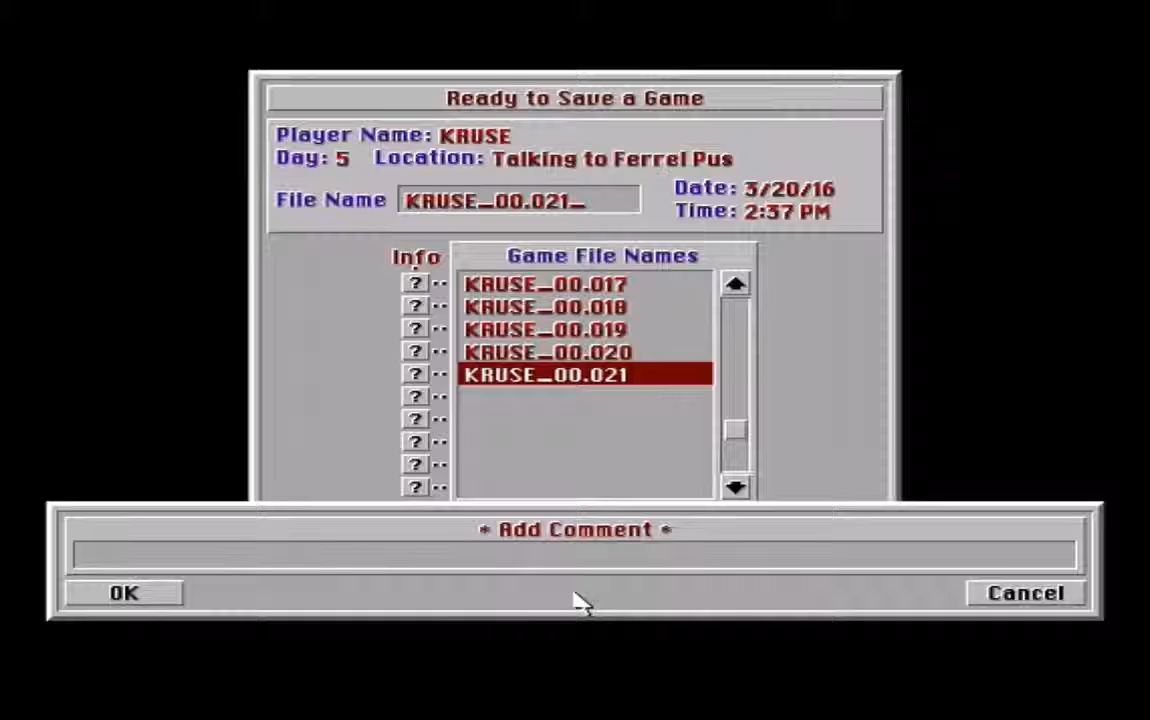 Ready to Save a Game
Player Name: KRUSE
Day: 5 Location: Talking to Ferrel Pus
File Name KRUSE_00.021_
Date: 3/20/16
Time: 2:37 PM
Info Game File Names
? KRUSE_00.017
? KRUSE_00.018
? KRUSE_00.019
? KRUSE_00.020
? KRUSE_00.021
?
?
?
?
?
* Add Comment *
OK Cancel